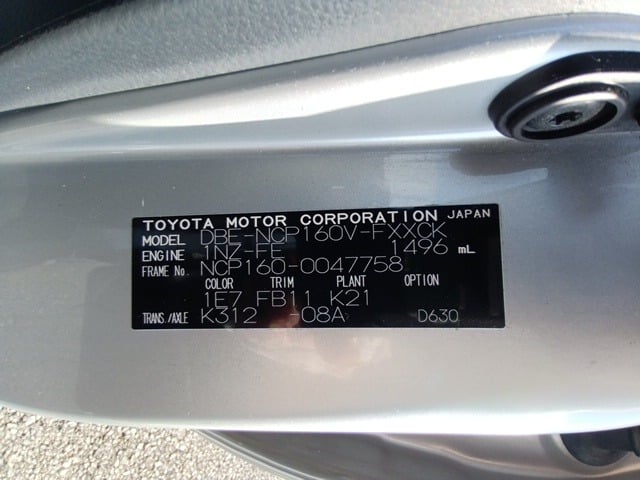 TOYOTA MOTOR CORPORATION JAPAN
MODEL DBE-NCP160V-FXXCK
ENGINE 1NZ-FE 1496 mL
FRAME No. NCP160-0047758
COLOR TRIM PLANT OPTION
1E7 FB11 K21
TRANS./AXLE K312 -08A D630